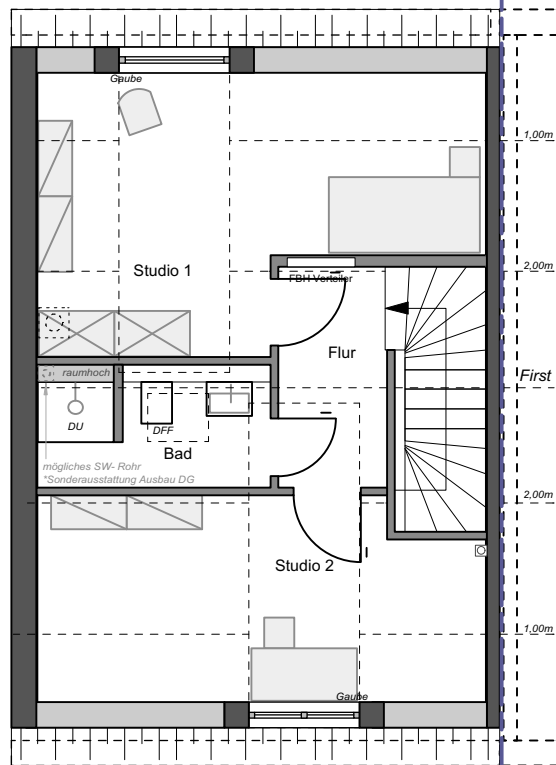 Gaube
1,00m
Studio 1
2,00m
FBH Verteiler
Flur
raumhoch
First
DU
DFF
Bad
mögliches SW- Rohr
*Sonderausstattung Ausbau DG
2,00m
Studio 2
1,00m
Gaube